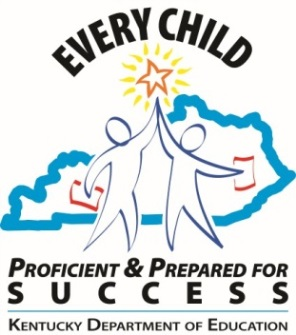 EVERY CHILD
PROFICIENT & PREPARED FOR
SUCCESS
KENTUCKY DEPARTMENT OF EDUCATION